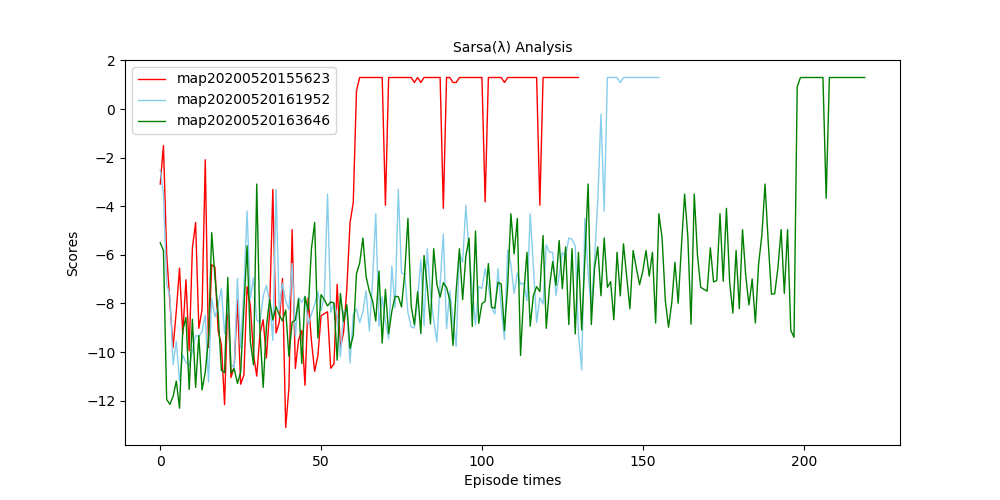 Sarsa(λ) Analysis
map20200520155623
map20200520161952
map20200520163646
Scores
2
0
−2
−4
−6
−8
−10
−12
0 50 100 150 200
Episode times